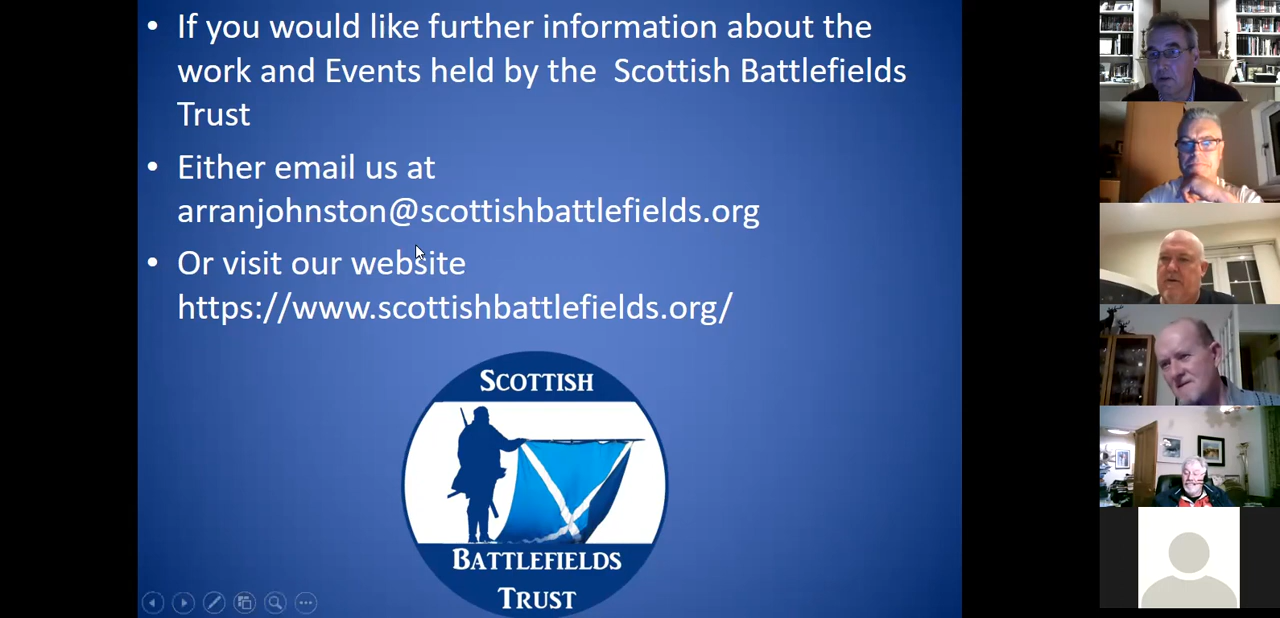 • If you would like further information about the
work and Events held by the  Scottish Battlefields
Trust
• Either email us at
arranjohnston@scottishbattlefields.org
• Or visit our website
https://www.scottishbattlefields.org/
SCOTTISH
BATTLEFIELDS
TRUST